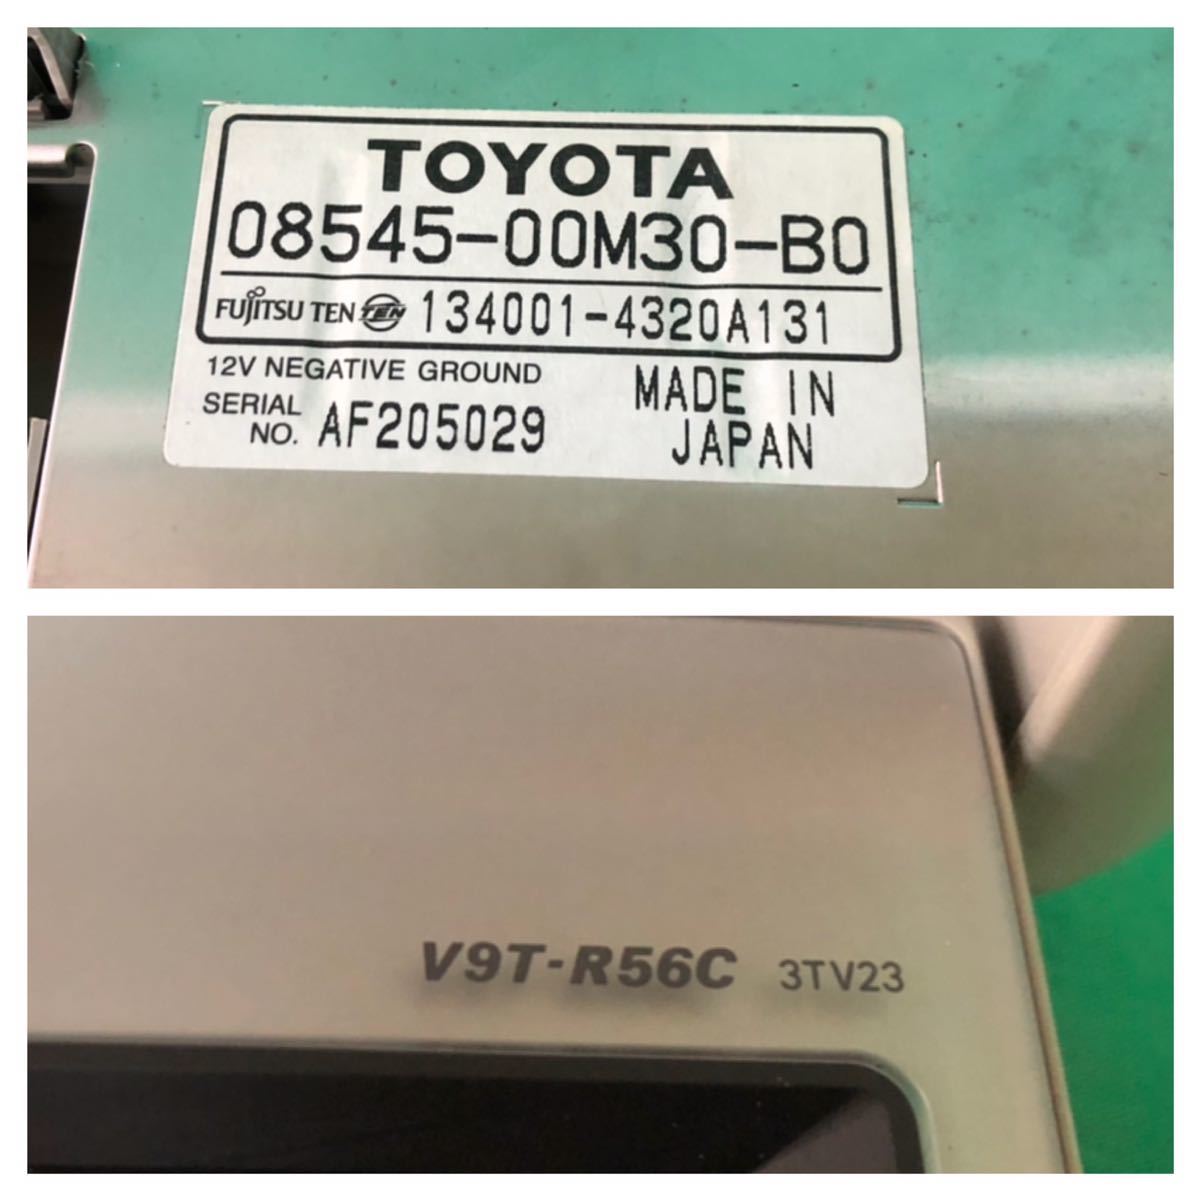 TOYOTA
08545-00M30-B0
FUJITSU TEN TEN 134001-4320A131
12V NEGATIVE GROUND
SERIAL NO. AF205029
MADE IN
JAPAN
V9T-R56C 3TV23